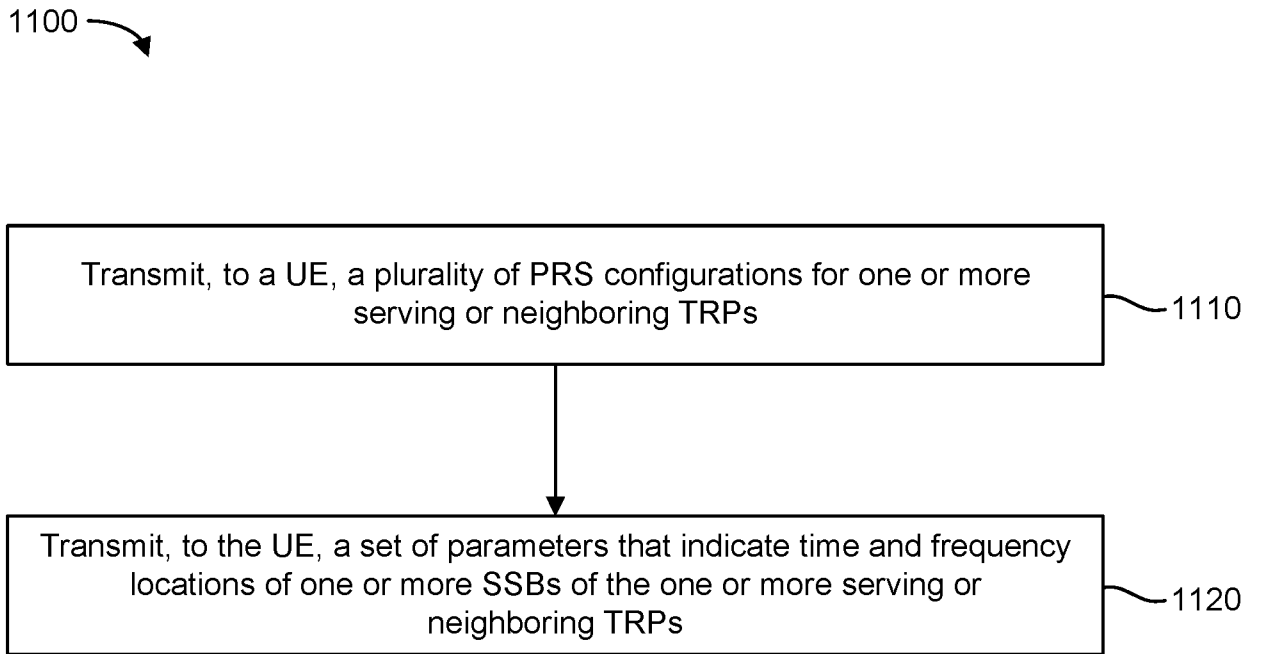 1100
Transmit, to a UE, a plurality of PRS configurations for one or more
serving or neighboring TRPs
1110
Transmit, to the UE, a set of parameters that indicate time and frequency
locations of one or more SSBs of the one or more serving or
neighboring TRPs
1120